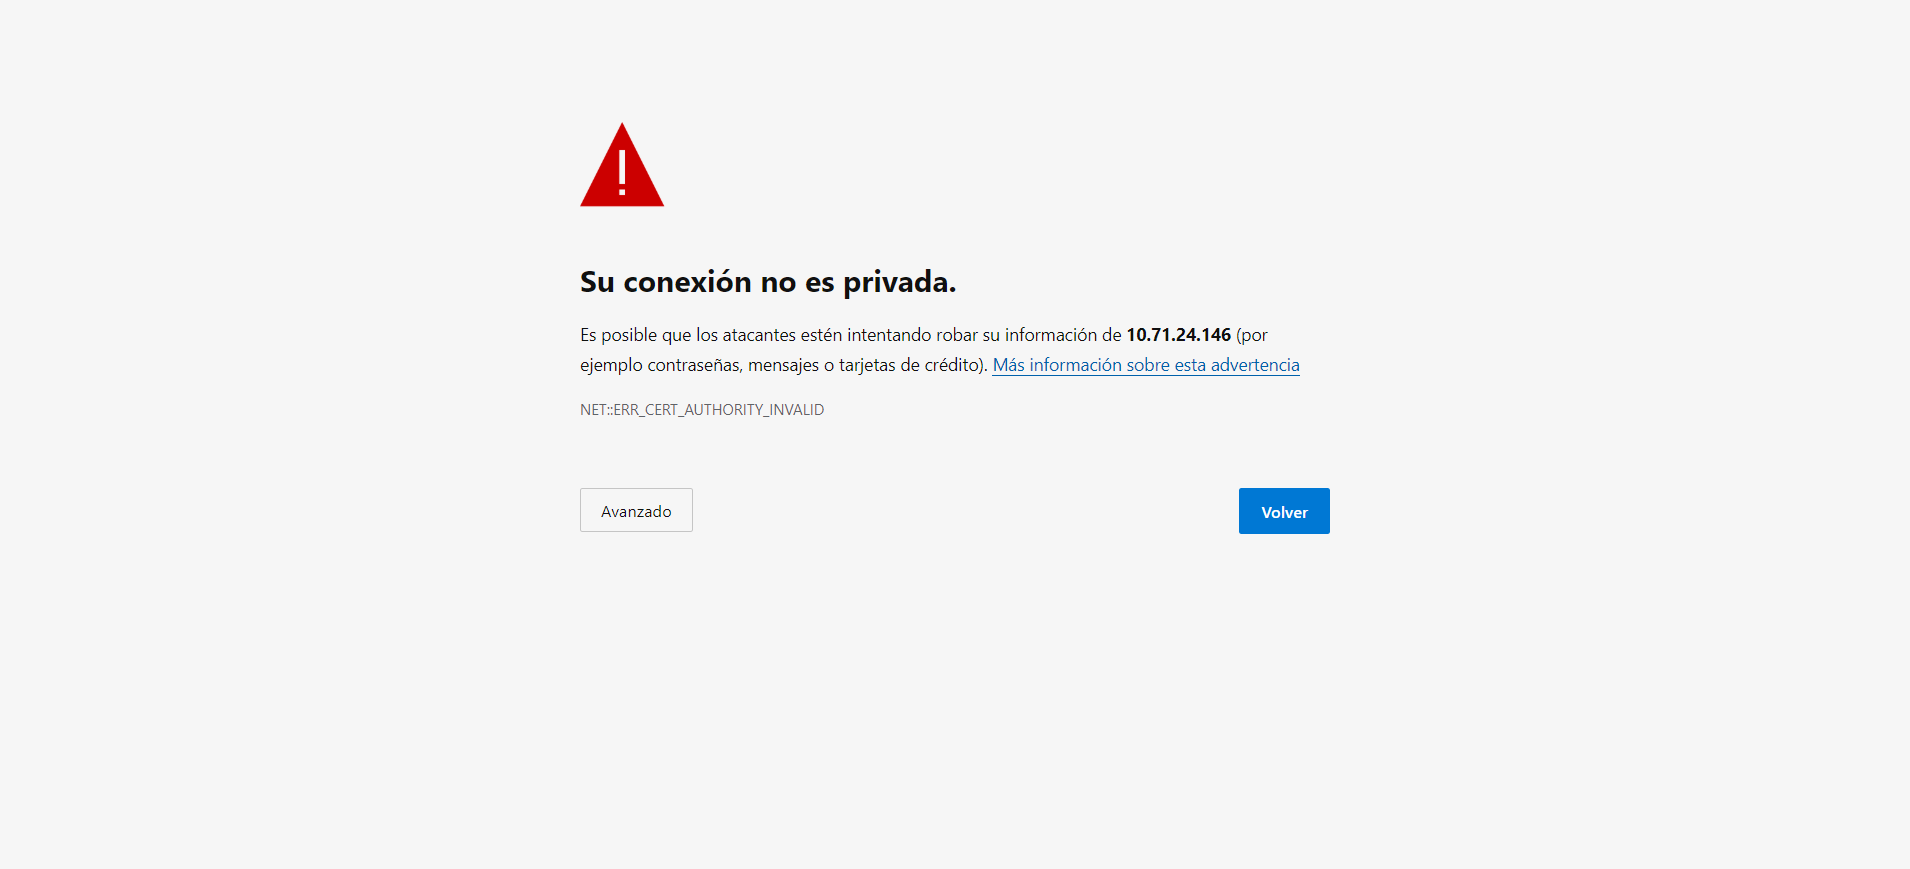 Su conexión no es privada.
Es posible que los atacantes estén intentando robar su información de 10.71.24.146 (por
ejemplo contraseñas, mensajes o tarjetas de crédito). Más información sobre esta advertencia
NET::ERR_CERT_AUTHORITY_INVALID
Avanzado
Volver